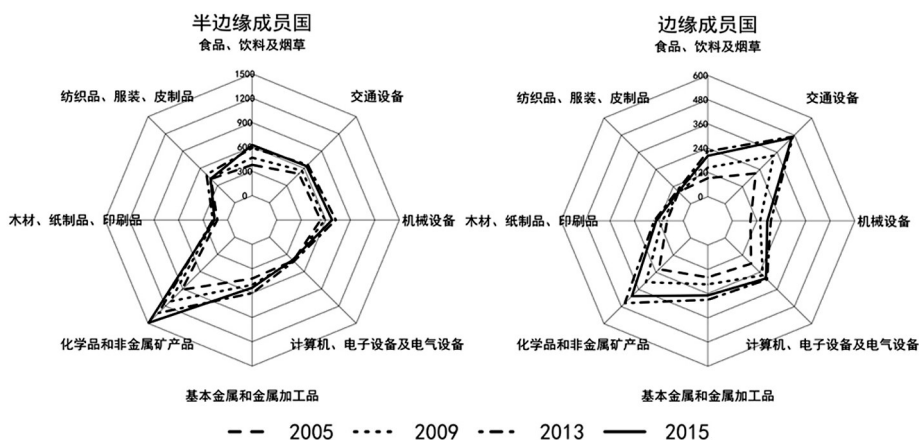 半边缘成员国
食品、饮料及烟草
1500
1200
900
600
300
0
纺织品、服装、皮制品
交通设备
木材、纸制品、印刷品
机械设备
化学品和非金属矿产品
计算机、电子设备及电气设备
基本金属和金属加工品
边缘成员国
食品、饮料及烟草
600
480
360
240
120
0
纺织品、服装、皮制品
交通设备
木材、纸制品、印刷品
机械设备
化学品和非金属矿产品
计算机、电子设备及电气设备
基本金属和金属加工品
2005 2009 2013 2015